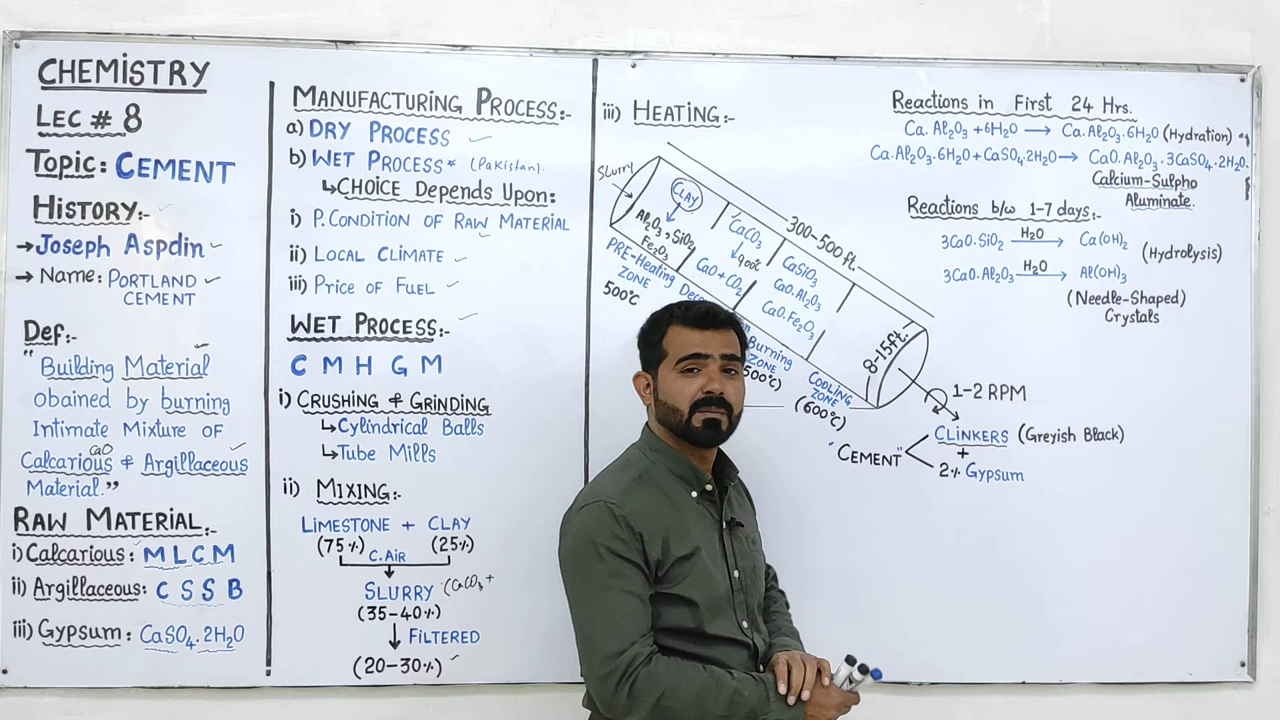 CHEMISTRY
LEC # 8
Topic: CEMENT
HISTORY:-
→ Joseph Aspdin
→ Name: PORTLAND
CEMENT
Def:-
"Building Material
obained by burning
Intimate Mixture OF
CaO
Calcarious & Argillaceous
Material."
RAW MATERIAL:-
i) Calcarious: M L C M
ii) Argillaceous: C S S B
iii) Gypsum: CaSO₄.2H₂O
MANUFACTURING PROCESS:-
a) DRY PROCESS
b) WET PROCESS* (Pakistan).
↳CHOICE Depends Upon:
i) P. CONDITION OF RAW MATERIAL
ii) LOCAL CLIMATE
iii) Price of FUEL
WET PROCESS:-
C M H G M
i) CRUSHING & GRINDING
↳Cylindrical Balls
↳Tube Mills
ii) MIXING:-
LIMESTONE + CLAY
(75%) (25%)
C.AIR
SLURRY (CaCO₃ +
(35-40%)
↓ FILTERED
(20-30%)
iii) HEATING:-
SLURRY
CLAY
Al₂O₃, SiO₂
Fe₂O₃
PRE-Heating
ZONE
500°C
CaCO₃
↓900°C
CaO + CO₂
300-500 ft.
CaSiO₃
CaO.Al₂O₃
CaO.Fe₂O₃
Burning
ZONE
500°C)
COOLING
ZONE
(600°C)
8-15ft.
1-2 RPM
"CEMENT"
CLINKERS (Greyish Black)
+
2% Gypsum
Reactions in First 24 Hrs.
Ca.Al₂O₃ + 6H₂O → Ca.Al₂O₃.6H₂O (Hydration)
Ca.Al₂O₃.6H₂O + CaSO₄.2H₂O → CaO.Al₂O₃.3CaSO₄.2H₂O.
Calcium-Sulpho
Aluminate.
Reactions b/w 1-7 days:-
3CaO.SiO₂ H₂O→ Ca(OH)₂
(Hydrolysis)
3CaO.Al₂O₃ H₂O→ Al(OH)₃
(Needle-Shaped)
Crystals